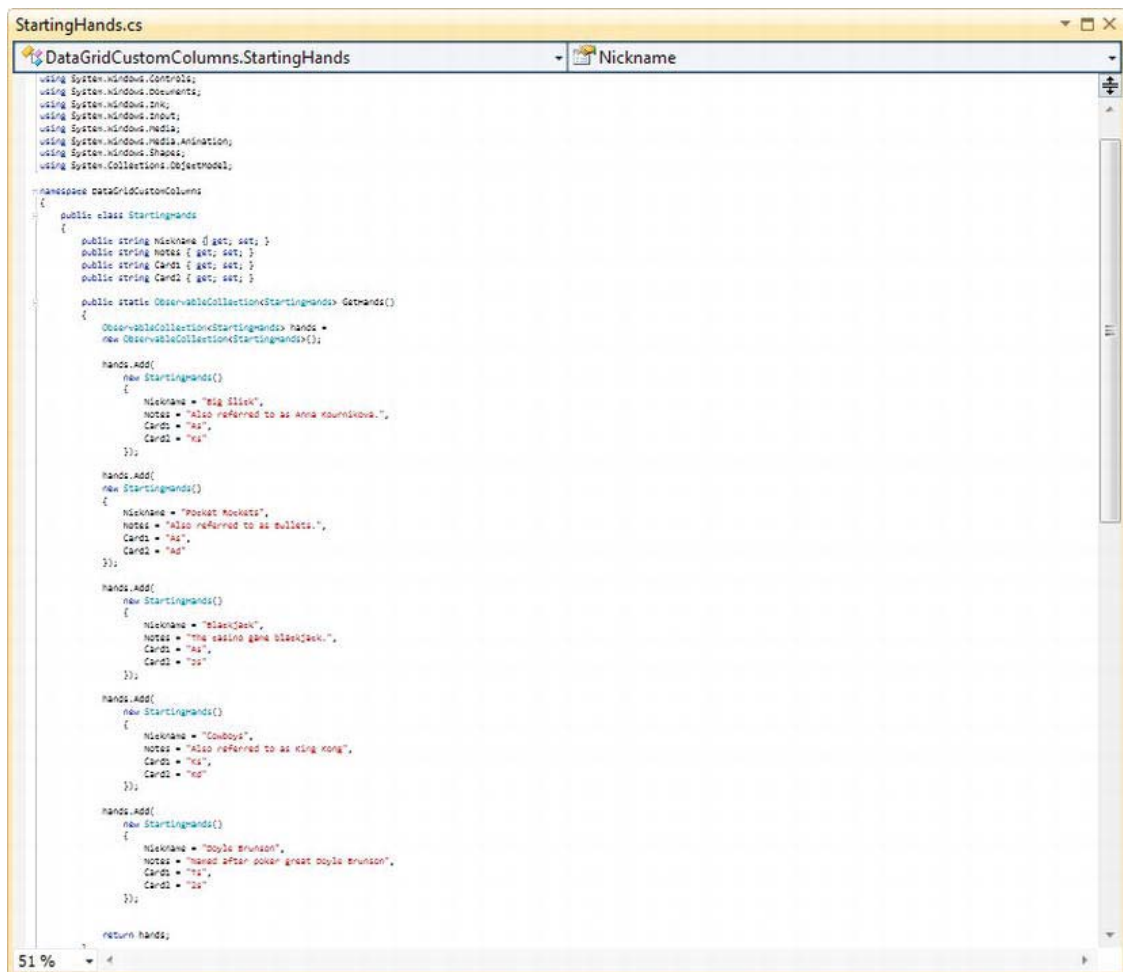 StartingHands.cs
DataGridCustomColumns.StartingHands Nickname
using System.Windows.Controls;
using System.Windows.Documents;
using System.Windows.Ink;
using System.Windows.Input;
using System.Windows.Media;
using System.Windows.Media.Animation;
using System.Windows.Shapes;
using System.Collections.ObjectModel;
namespace DataGridCustomColumns
{
public class StartingHands
{
public string Nickname { get; set; }
public string Notes { get; set; }
public string Card1 { get; set; }
public string Card2 { get; set; }
public static ObservableCollection<StartingHands> GetHands()
{
ObservableCollection<StartingHands> hands =
new ObservableCollection<StartingHands>();
hands.Add(
new StartingHands()
{
Nickname = "Big Slick",
Notes = "Also referred to as Anna Kournikova.",
Card1 = "As",
Card2 = "Ks"
});
hands.Add(
new StartingHands()
{
Nickname = "Pocket Rockets",
Notes = "Also referred to as Bullets.",
Card1 = "As",
Card2 = "Ad"
});
hands.Add(
new StartingHands()
{
Nickname = "Blackjack",
Notes = "The casino game blackjack.",
Card1 = "As",
Card2 = "Js"
});
hands.Add(
new StartingHands()
{
Nickname = "Cowboys",
Notes = "Also referred to as King Kong",
Card1 = "Ks",
Card2 = "Kd"
});
hands.Add(
new StartingHands()
{
Nickname = "Doyle Brunson",
Notes = "Named after poker great Doyle Brunson",
Card1 = "Ts",
Card2 = "2s"
});
return hands;
}
51 %